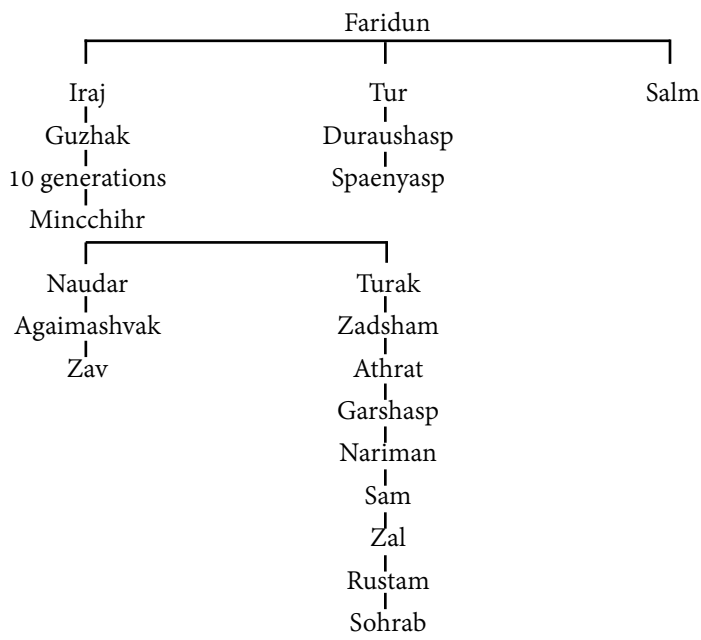 Faridun
Iraj Tur Salm
Guzhak Duraushasp
10 generations Spaenyasp
Mincchihr
Naudar Turak
Agaimashvak Zadsham
Zav Athrat
Garshasp
Nariman
Sam
Zal
Rustam
Sohrab